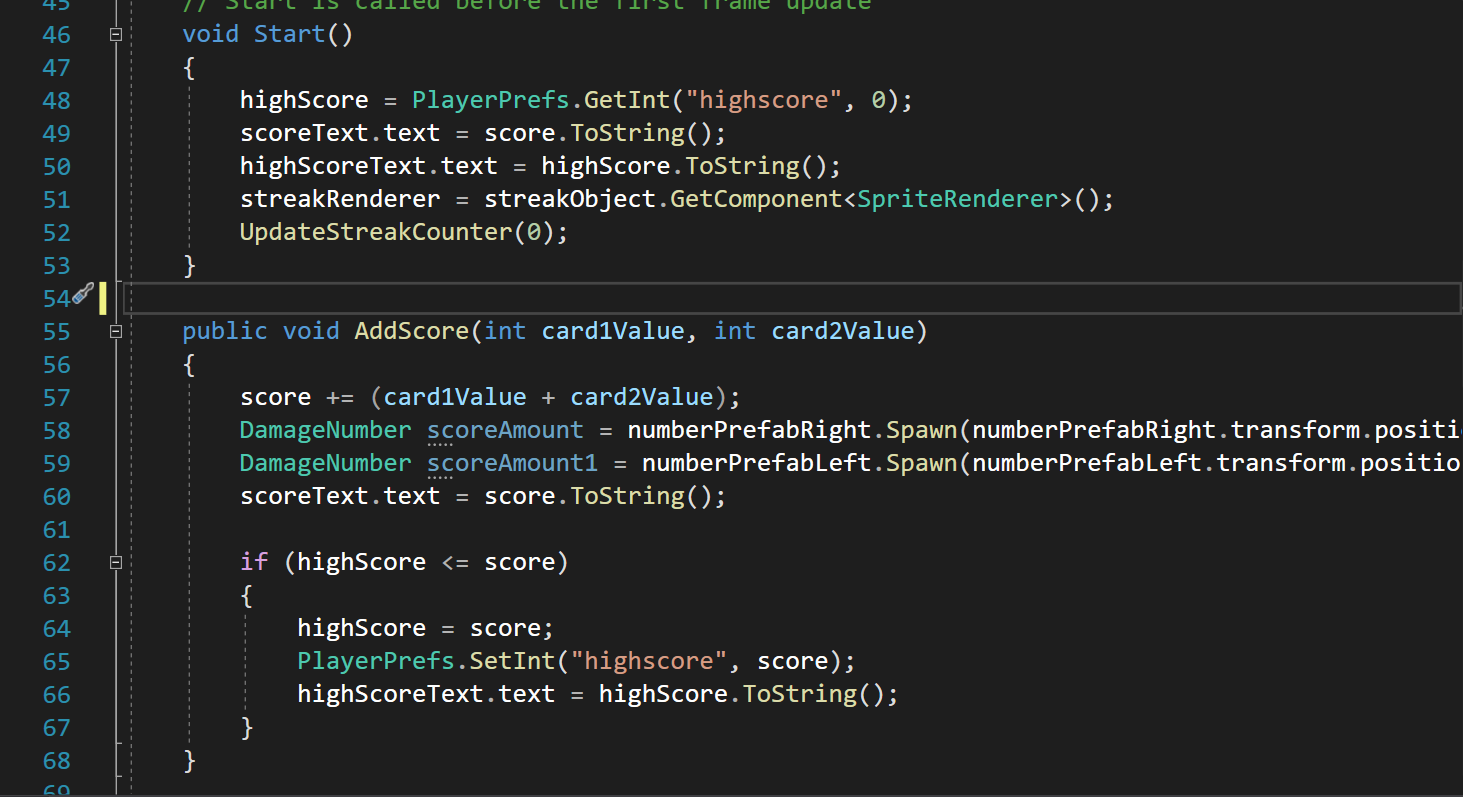 45 // Start is called before the first frame update
46 void Start()
47 {
48 highScore = PlayerPrefs.GetInt("highscore", 0);
49 scoreText.text = score.ToString();
50 highScoreText.text = highScore.ToString();
51 streakRenderer = streakObject.GetComponent<SpriteRenderer>();
52 UpdateStreakCounter(0);
53 }
54
55 public void AddScore(int card1Value, int card2Value)
56 {
57 score += (card1Value + card2Value);
58 DamageNumber scoreAmount = numberPrefabRight.Spawn(numberPrefabRight.transform.positi
59 DamageNumber scoreAmount1 = numberPrefabLeft.Spawn(numberPrefabLeft.transform.positio
60 scoreText.text = score.ToString();
61
62 if (highScore <= score)
63 {
64 highScore = score;
65 PlayerPrefs.SetInt("highscore", score);
66 highScoreText.text = highScore.ToString();
67 }
68 }
69